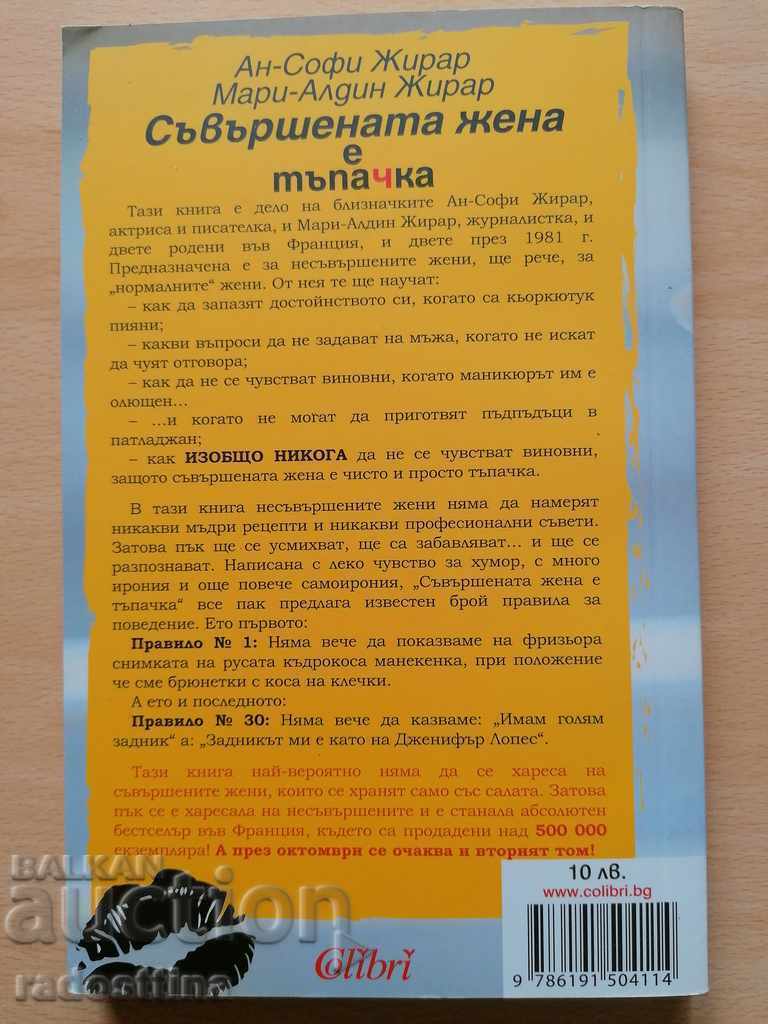 Ан-Софи Жирар
Мари-Алдин Жирар
Съвършената жена
е
тъпачка
Тази книга е дело на близначките Ан-Софи Жирар,
актриса и писателка, и Мари-Алдин Жирар, журналистка, и
двете родени във Франция, и двете през 1981 г.
Предназначена е за несъвършените жени, ще рече, за
„нормалните“ жени. От нея те ще научат:
– как да запазят достойнството си, когато са кьоркютук
пияни;
– какви въпроси да не задават на мъжа, когато не искат
да чуят отговора;
– как да не се чувстват виновни, когато маникюрът им е
олющен...
– ...и когато не могат да приготвят пъдпъдъци в
патладжан;
– как ИЗОБЩО НИКОГА да не се чувстват виновни,
защото съвършената жена е чисто и просто тъпачка.
В тази книга несъвършените жени няма да намерят
никакви мъдри рецепти и никакви професионални съвети.
Затова пък ще се усмихват, ще са забавляват... и ще се
разпознават. Написана с леко чувство за хумор, с много
ирония и още повече самоирония, „Съвършената жена е
тъпачка“ все пак предлага известен брой правила за
поведение. Ето първото:
Правило № 1: Няма вече да показваме на фризьора
снимката на русата къдрокоса манекенка, при положение
че сме брюнетки с коса на клечки.
А ето и последното:
Правило № 30: Няма вече да казваме: „Имам голям
задник“ а: „Задникът ми е като на Дженифър Лопес“.
Тази книга най-вероятно няма да се хареса на
съвършените жени, които се хранят само със салата. Затова
пък се е харесала на несъвършените и е станала абсолютен
бестселър във Франция, където са продадени над 500 000
екземпляра! А през октомври се очаква и вторият том!
10 лв.
www.colibri.bg
Colibri
9 786191 504114
BALKAN
auction
radosttina